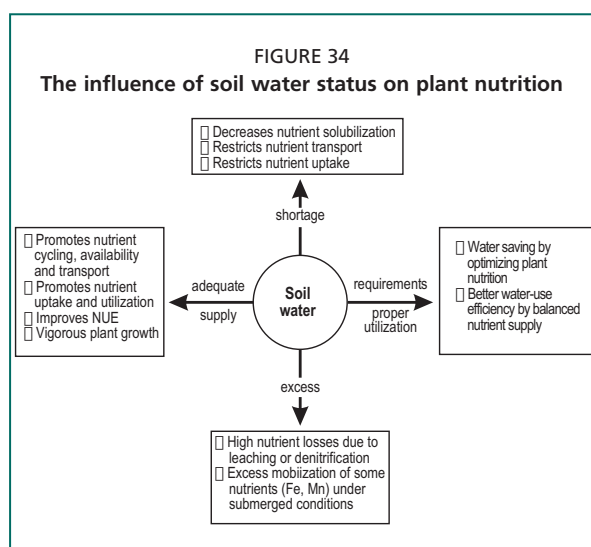 FIGURE 34
The influence of soil water status on plant nutrition
▯ Decreases nutrient solubilization
▯ Restricts nutrient transport
▯ Restricts nutrient uptake
shortage
▯ Promotes nutrient
cycling, availability
and transport
▯ Promotes nutrient
uptake and utilization
▯ Improves NUE
▯ Vigorous plant growth
adequate
supply
Soil
water
requirements
proper
utilization
▯ Water saving by
optimizing plant
nutrition
▯ Better water-use
efficiency by balanced
nutrient supply
excess
▯ High nutrient losses due to
leaching or denitrification
▯ Excess mobiization of some
nutrients (Fe, Mn) under
submerged conditions